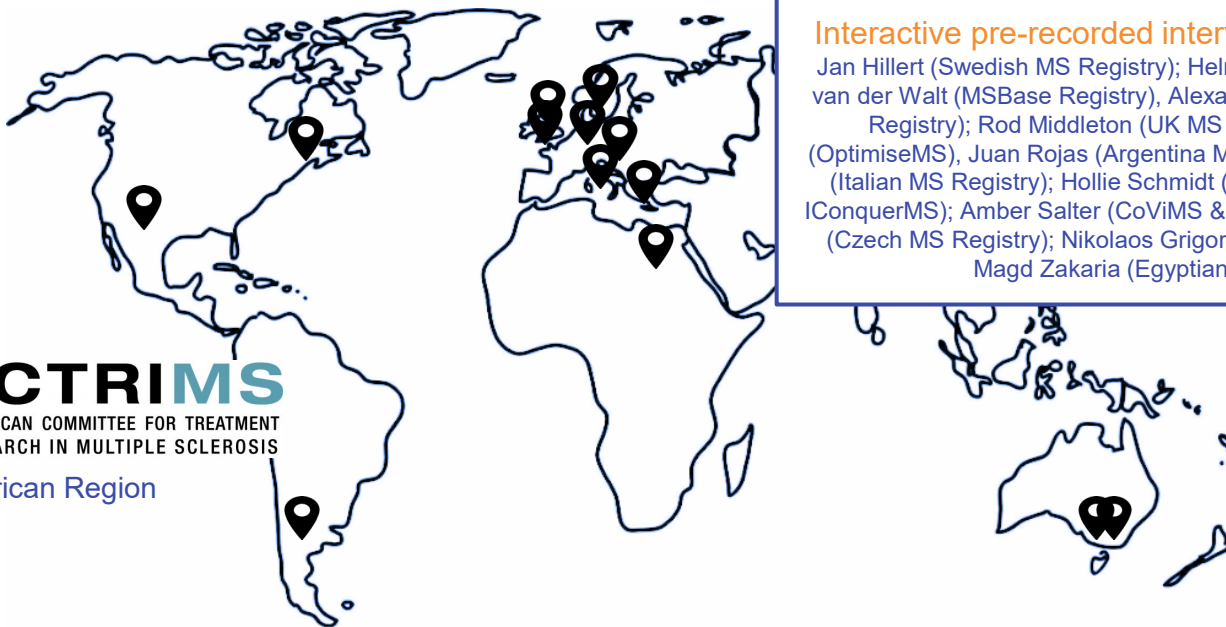 Interactive pre-recorded inter
Jan Hillert (Swedish MS Registry); Hel
van der Walt (MSBase Registry), Alexa
Registry); Rod Middleton (UK MS
(OptimiseMS), Juan Rojas (Argentina M
(Italian MS Registry); Hollie Schmidt (
IConquerMS); Amber Salter (CoViMS &
(Czech MS Registry); Nikolaos Grigor
Magd Zakaria (Egyptian
CTRIMS
CAN COMMITTEE FOR TREATMENT
ARCH IN MULTIPLE SCLEROSIS
rican Region